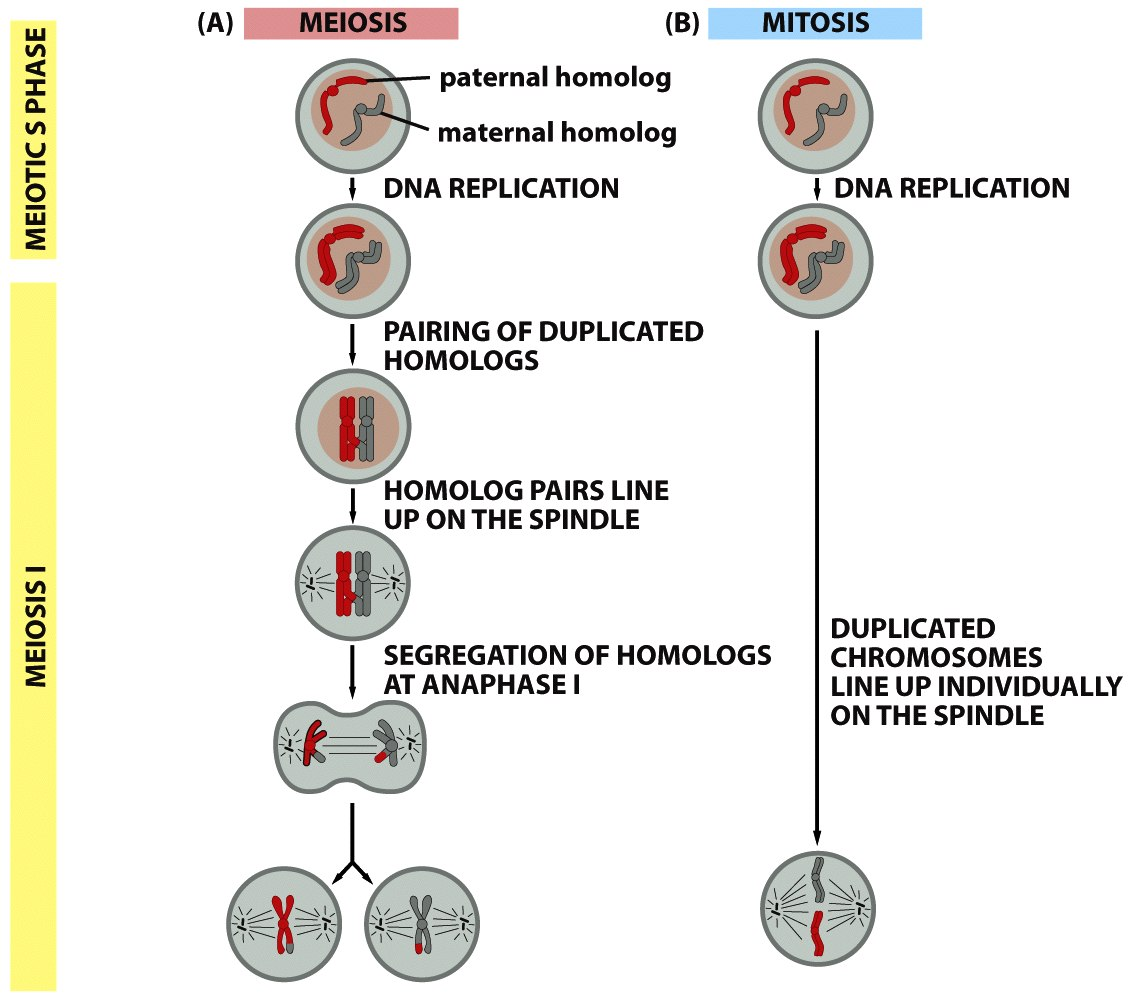 (A) MEIOSIS
(B) MITOSIS
MEIOTIC S PHASE
paternal homolog
maternal homolog
DNA REPLICATION
DNA REPLICATION
MEIOSIS I
PAIRING OF DUPLICATED
HOMOLOGS
HOMOLOG PAIRS LINE
UP ON THE SPINDLE
SEGREGATION OF HOMOLOGS
AT ANAPHASE I
DUPLICATED
CHROMOSOMES
LINE UP INDIVIDUALLY
ON THE SPINDLE